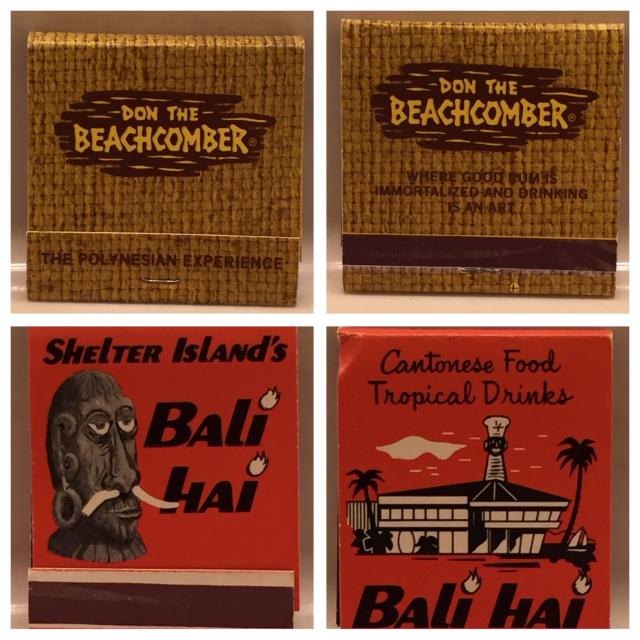 DON THE
BEACHCOMBER®
THE POLYNESIAN EXPERIENCE
DON THE
BEACHCOMBER®
WHERE GOOD RUM IS
IMMORTALIZED AND DRINKING
IS AN ART
SHELTER ISLAND'S
BALi
HAi
Cantonese Food
Tropical Drinks
BALi HAi